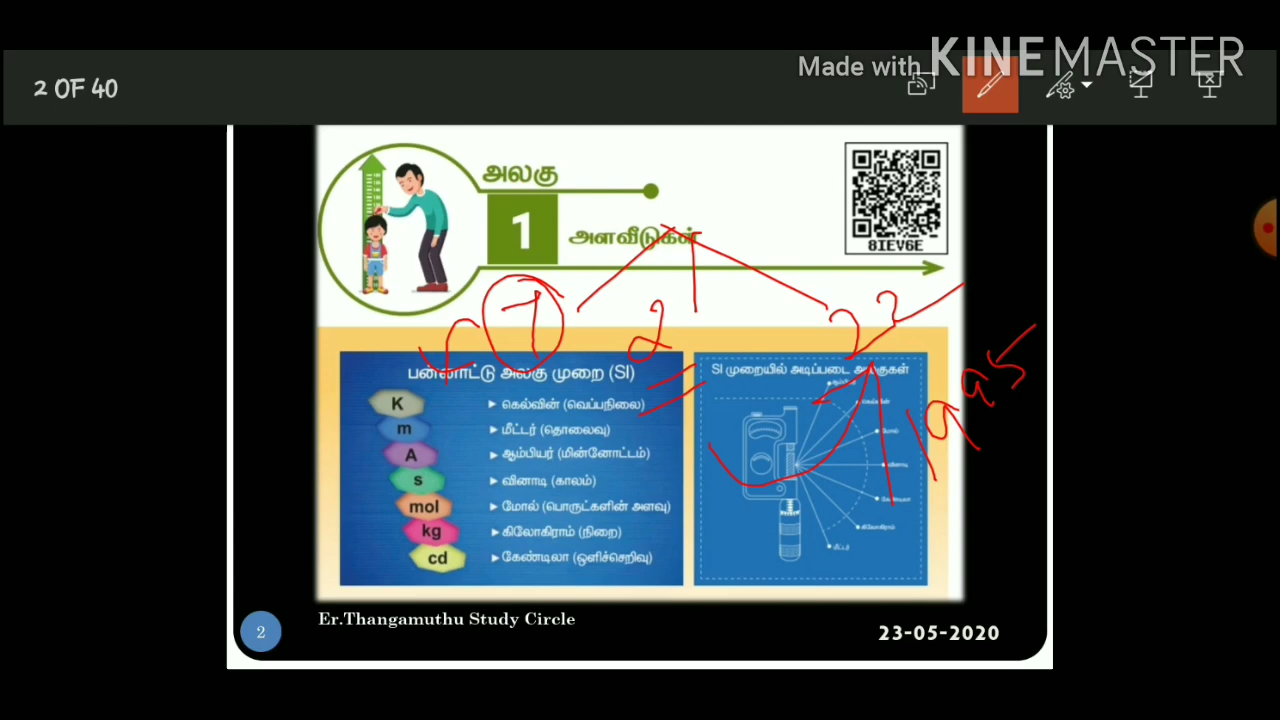 Made with KINEMASTER
2 OF 40
அலகு
1
அளவீடுகள்
8IEV6E
7
2
22
1995
பன்னாட்டு அலகு முறை (SI)
K ► கெல்வின் (வெப்பநிலை)
m ► மீட்டர் (தொலைவு)
A ► ஆம்பியர் (மின்னோட்டம்)
s ► வினாடி (காலம்)
mol ► மோல் (பொருட்களின் அளவு)
kg ► கிலோகிராம் (நிறை)
cd ► கேண்டிலா (ஒளிச்செறிவு)
SI முறையில் அடிப்படை அலகுகள்
கெல்வின்
மோல்
வினாடி
கேண்டிலா
கிலோகிராம்
மீட்டர்
2
Er.Thangamuthu Study Circle
23-05-2020